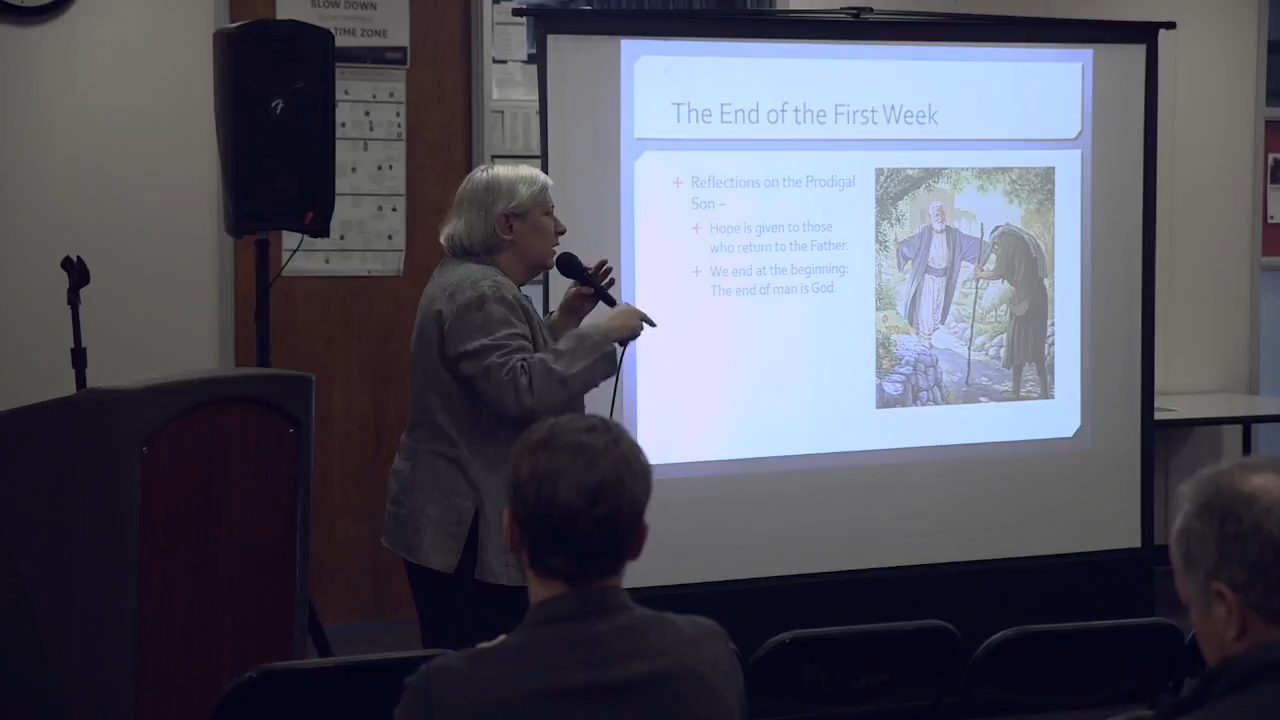 SLOW DOWN
TIME ZONE
The End of the First Week
Reflections on the Prodigal
Son –
Hope is given to those
who return to the Father.
We end at the beginning:
The end of man is God.